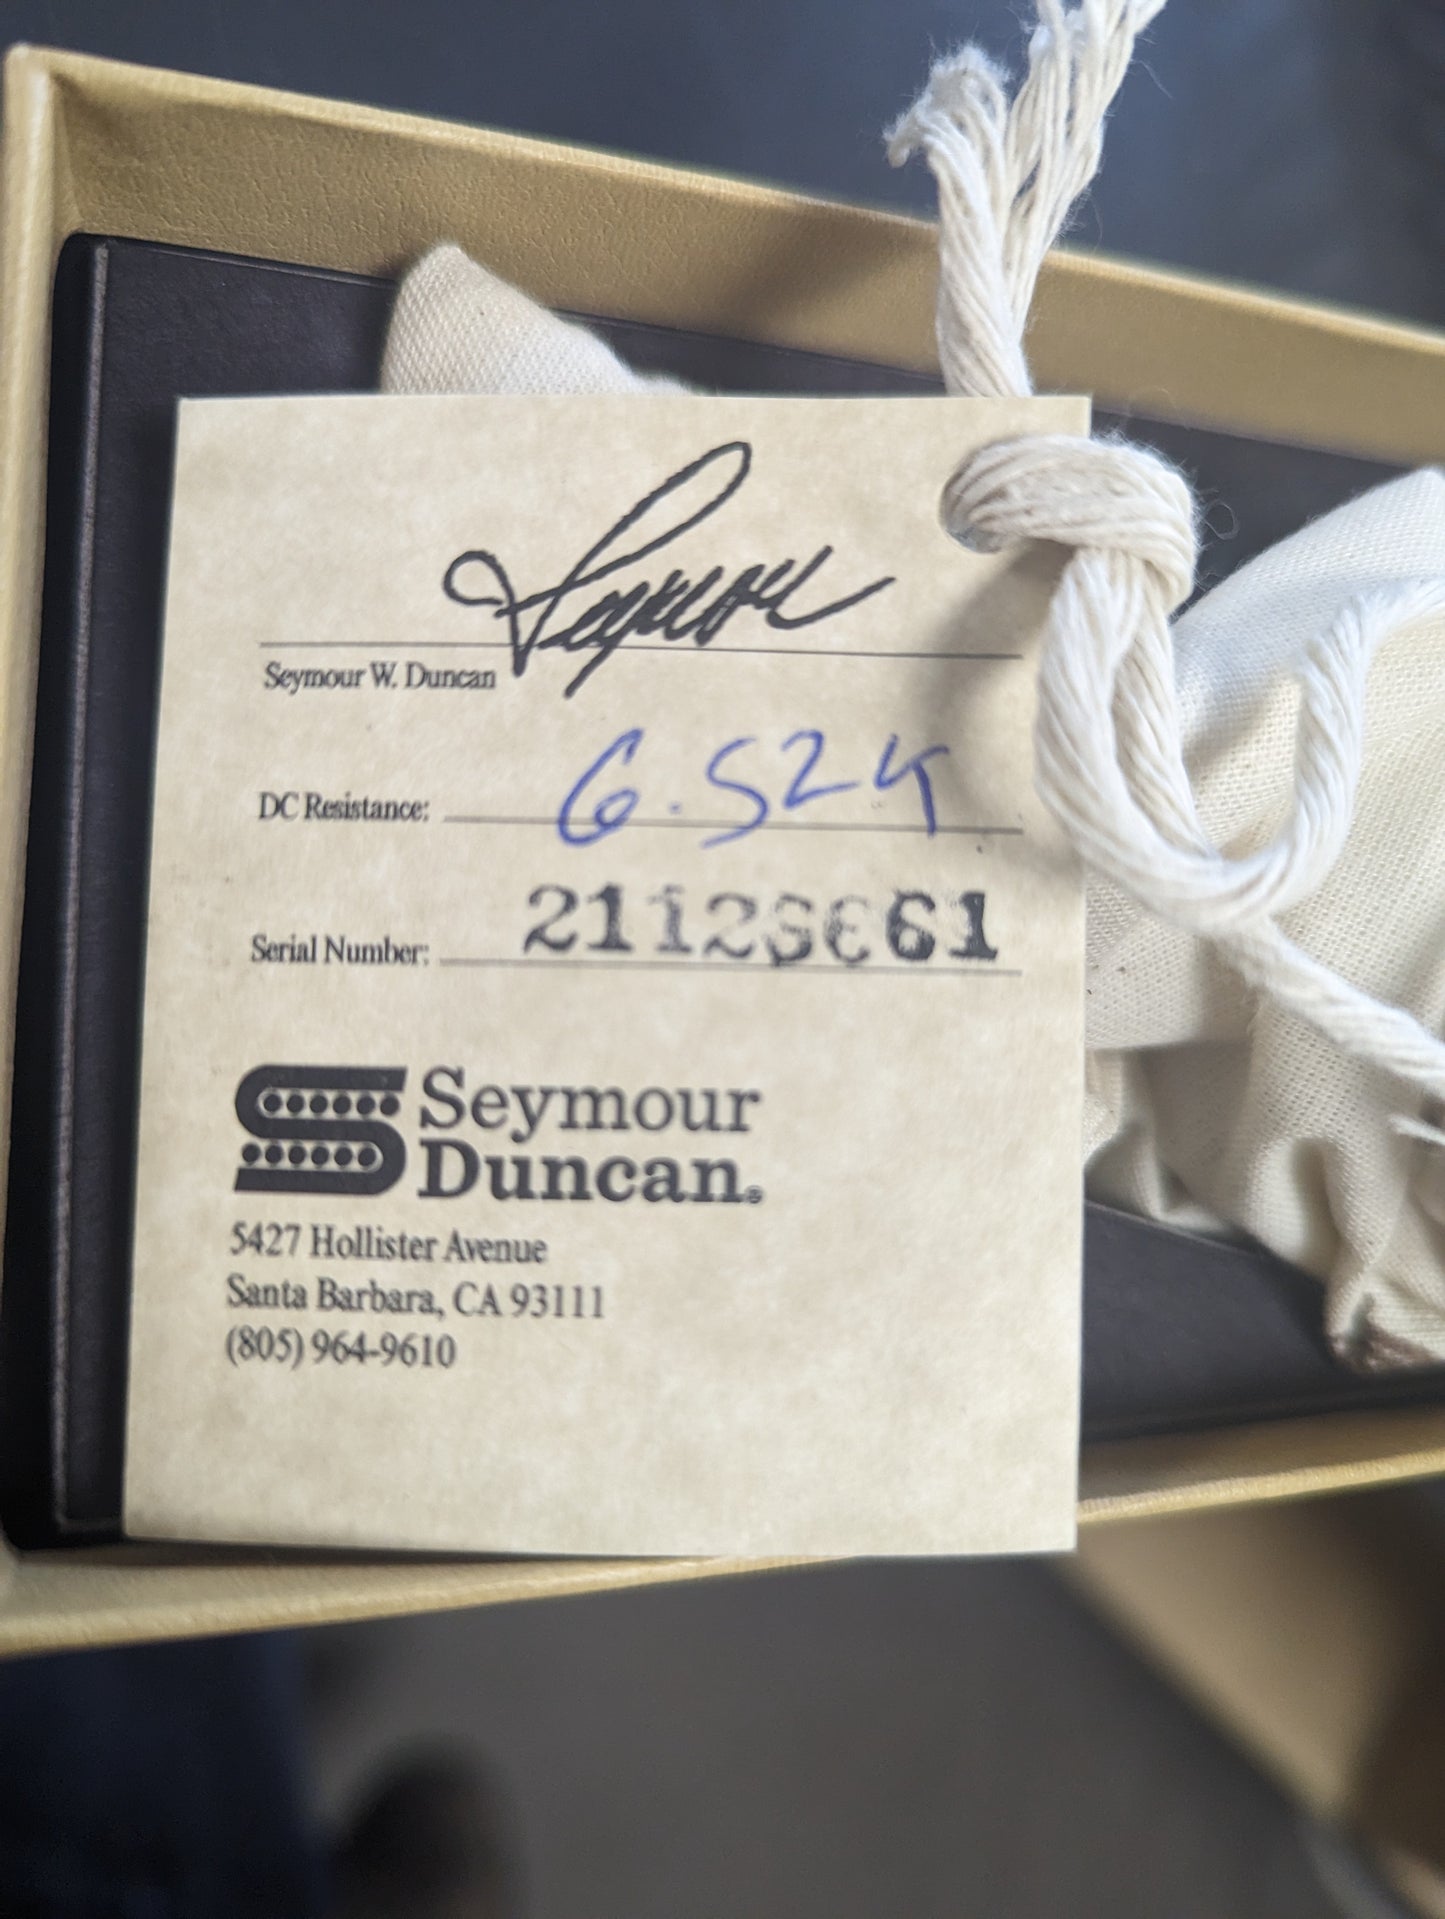 Seymour
Seymour W. Duncan
DC Resistance: 6.52k
Serial Number:
Seymour
Duncan®
5427 Hollister Avenue
Santa Barbara, CA 93111
(805) 964-9610